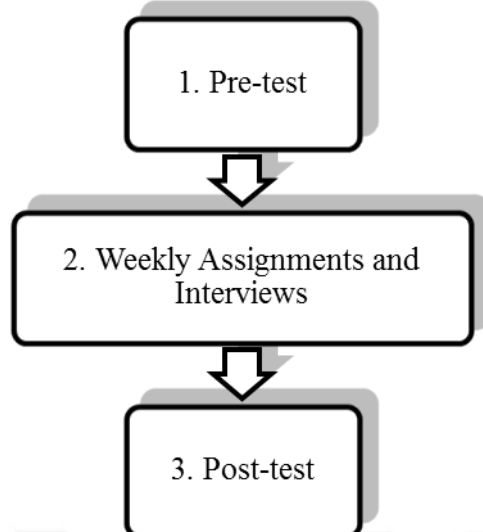 1. Pre-test
2. Weekly Assignments and
Interviews
3. Post-test